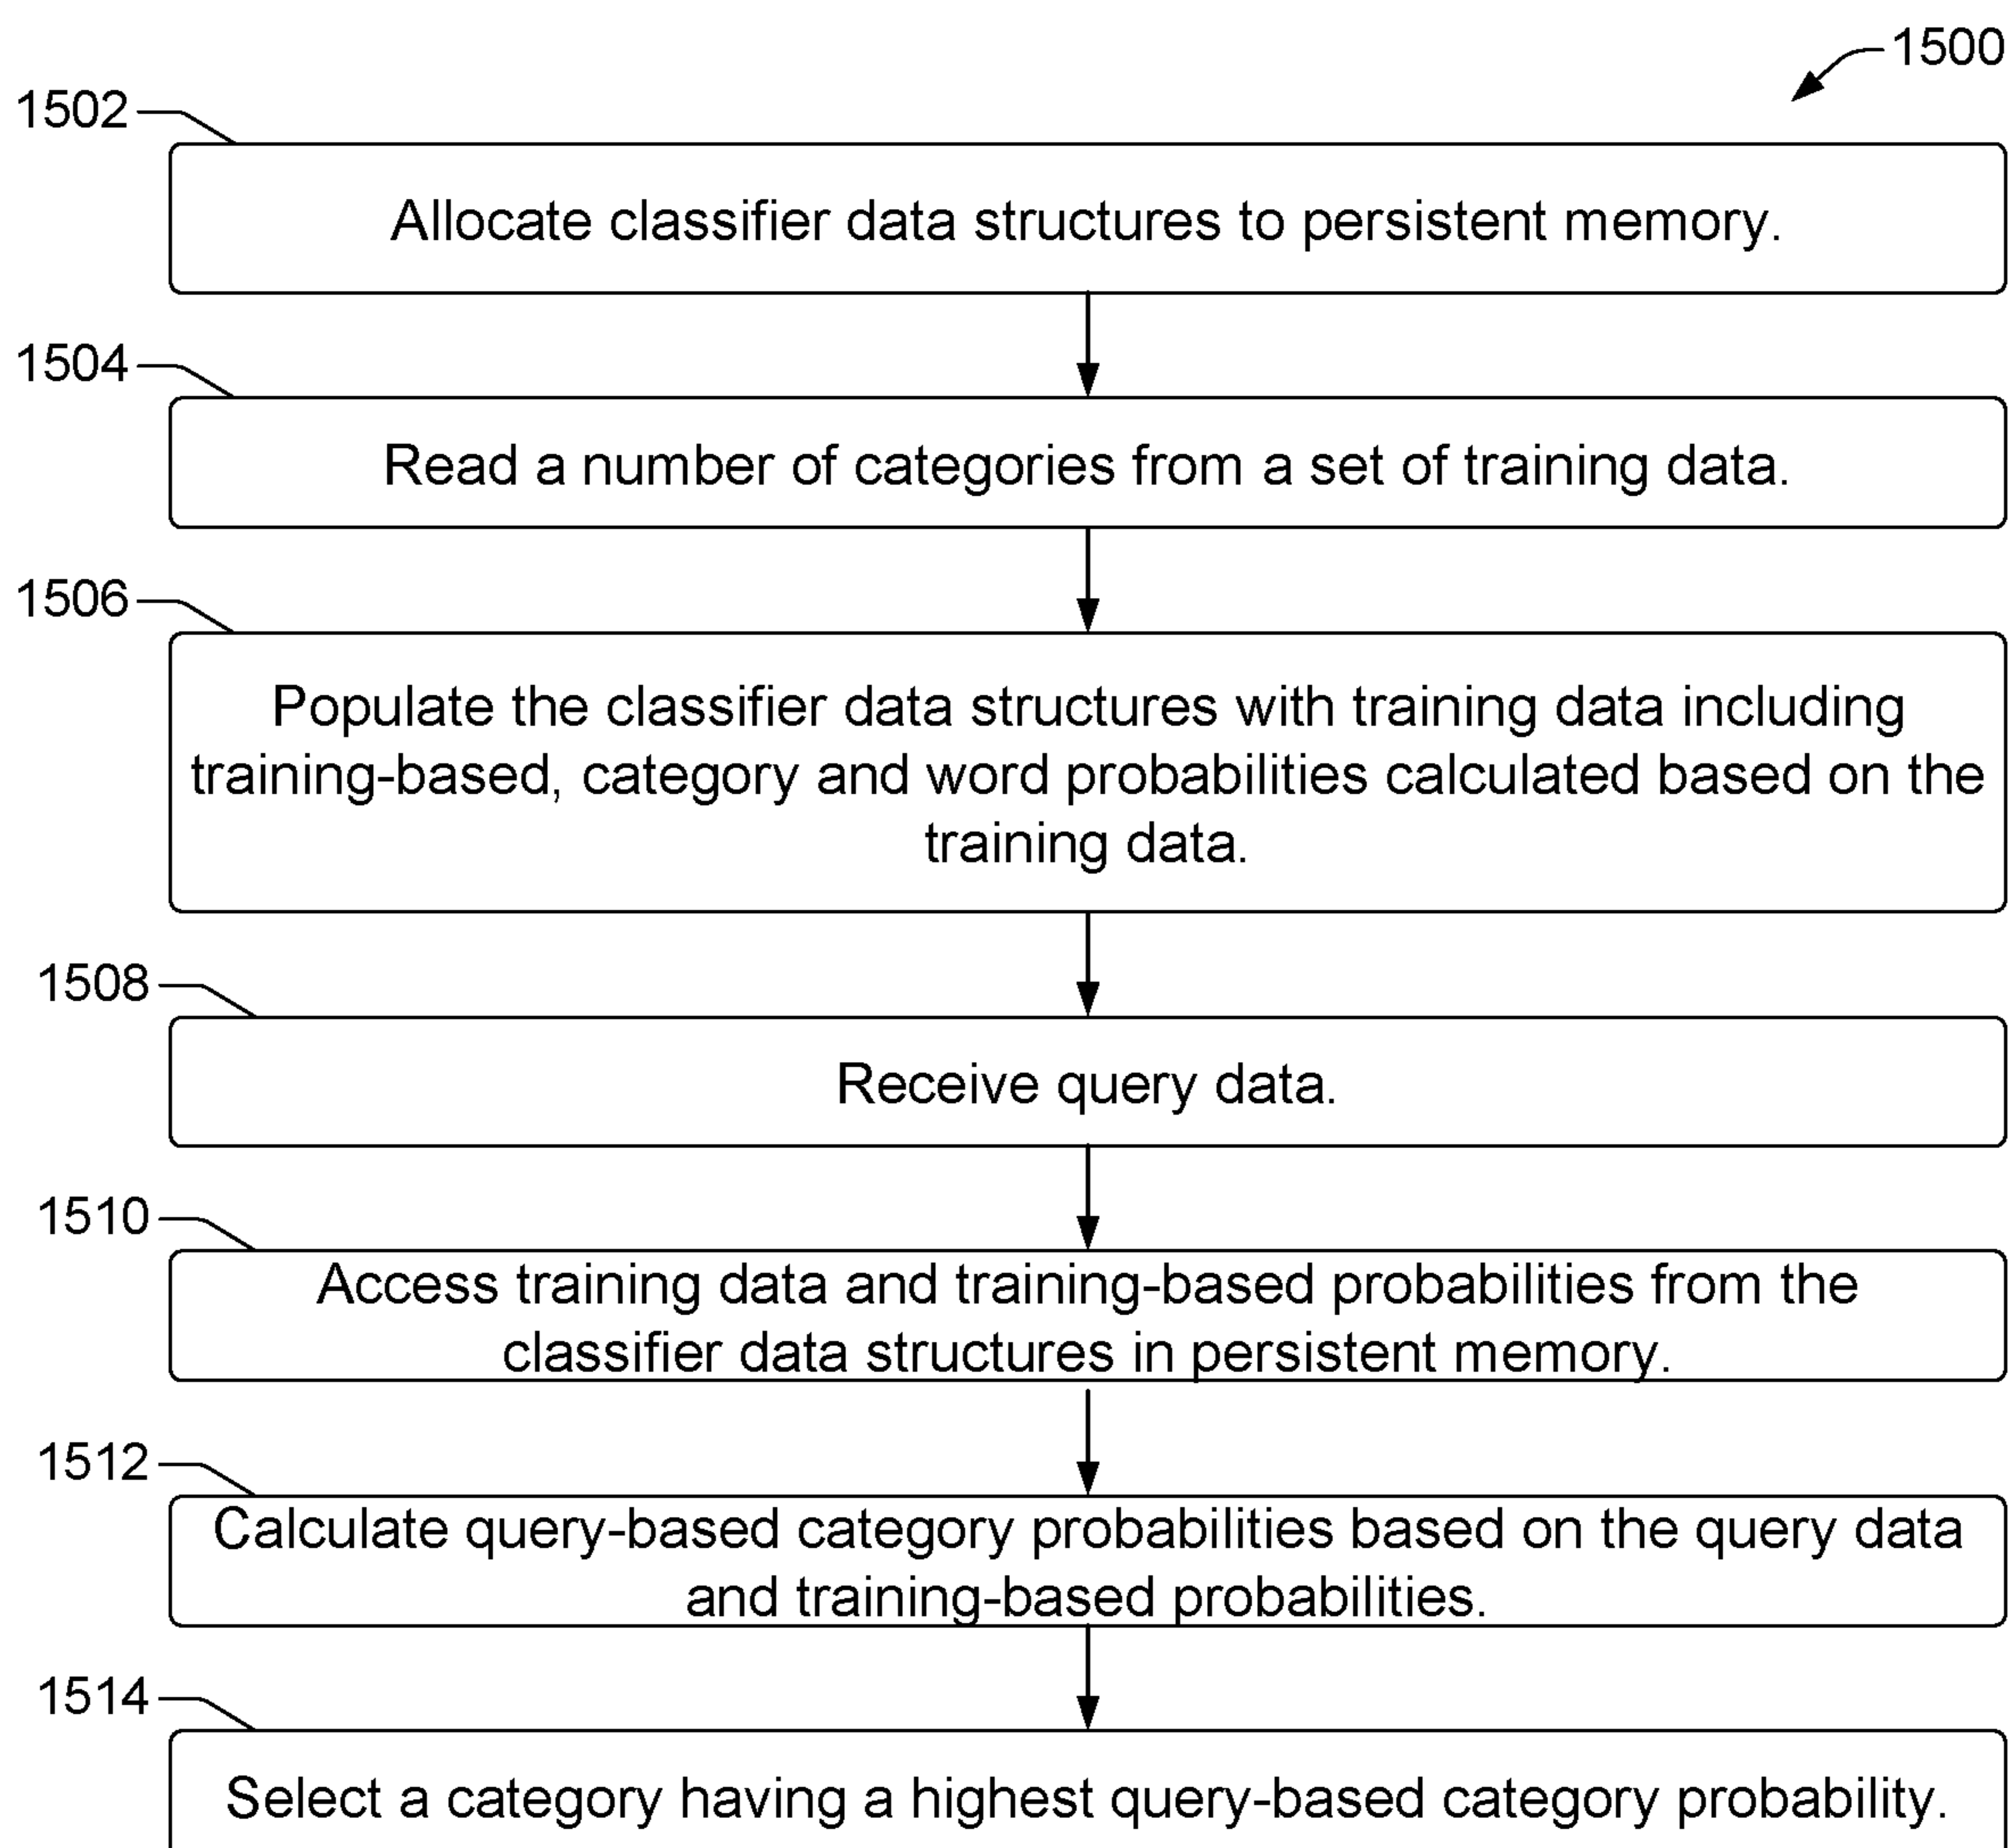 1500
1502
Allocate classifier data structures to persistent memory.
1504
Read a number of categories from a set of training data.
1506
Populate the classifier data structures with training data including
training-based, category and word probabilities calculated based on the
training data.
1508
Receive query data.
1510
Access training data and training-based probabilities from the
classifier data structures in persistent memory.
1512
Calculate query-based category probabilities based on the query data
and training-based probabilities.
1514
Select a category having a highest query-based category probability.